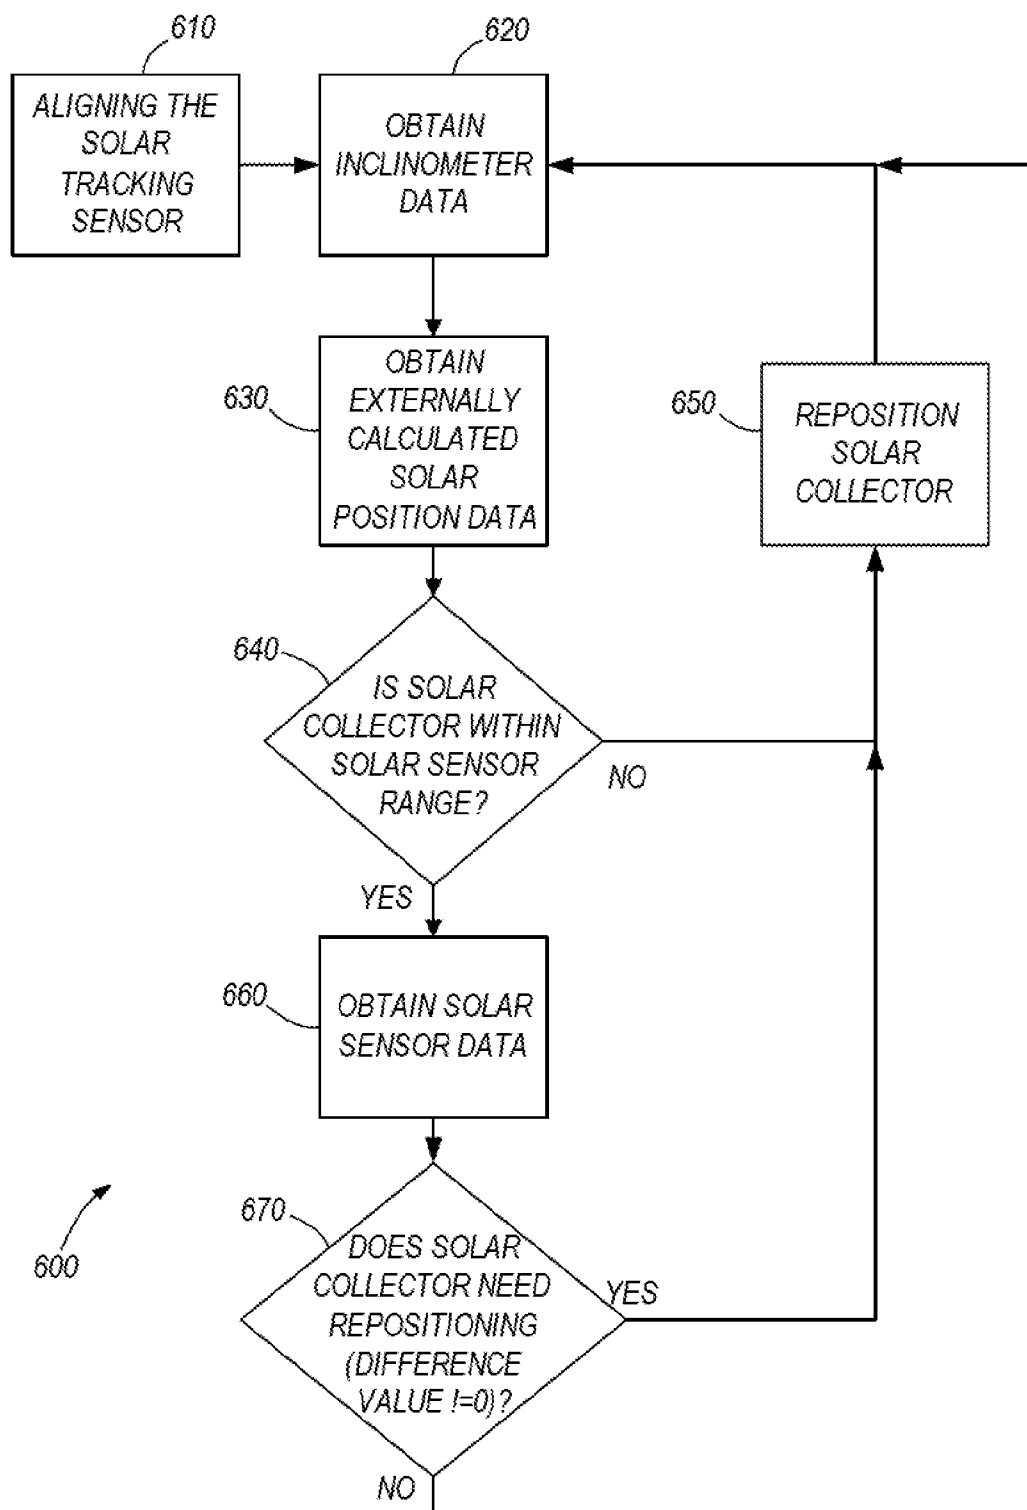 610
ALIGNING THE
SOLAR
TRACKING
SENSOR
620
OBTAIN
INCLINOMETER
DATA
630
OBTAIN
EXTERNALLY
CALCULATED
SOLAR
POSITION DATA
650
REPOSITION
SOLAR
COLLECTOR
640
IS SOLAR
COLLECTOR WITHIN
SOLAR SENSOR
RANGE?
NO
YES
660
OBTAIN SOLAR
SENSOR DATA
670
DOES SOLAR
COLLECTOR NEED
REPOSITIONING
(DIFFERENCE
VALUE !=0)?
YES
NO
600